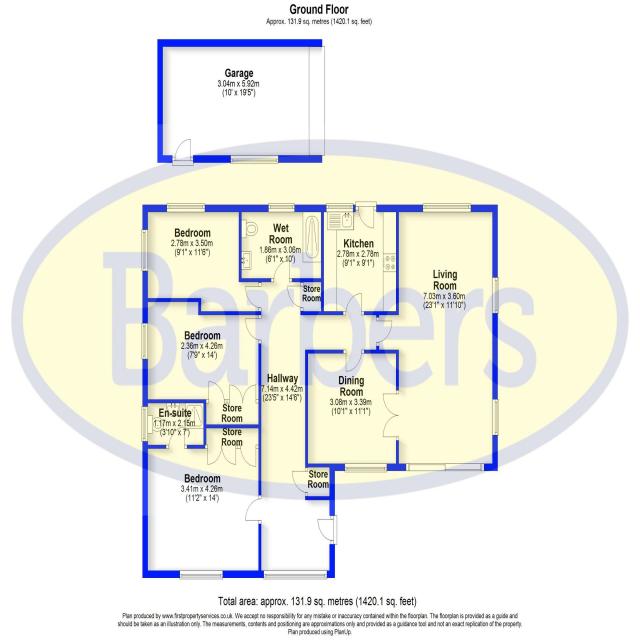 Ground Floor
Approx. 131.9 sq. metres (1420.1 sq. feet)
Garage
3.04m x 5.92m
(10' x 19'5")
Bedroom
2.78m x 3.50m
(9'1" x 11'6")
Wet
Room
1.86m x 3.06m
(6'1" x 10')
Kitchen
2.78m x 2.78m
(9'1" x 9'1")
Living
Room
7.03m x 3.60m
(23'1" x 11'10")
Store
Room
Barbers
Bedroom
2.36m x 4.26m
(7'9" x 14')
Hallway
7.14m x 4.42m
(23'5" x 14'6")
Dining
Room
3.08m x 3.39m
(10'1" x 11'1")
Store
Room
En-suite
1.17m x 2.15m
(3'10" x 7')
Store
Room
Bedroom
3.41m x 4.26m
(11'2" x 14')
Store
Room
Total area: approx. 131.9 sq. metres (1420.1 sq. feet)
Plan produced by www.firstpropertyservices.co.uk. We accept no responsibility for any mistake or inaccuracy contained within the floorplan. The floorplan is provided as a guide and
should be taken as an illustration only. The measurements, contents and positioning are approximations only and provided as a guidance tool and not an exact replication of the property.
Plan produced using PlanUp.